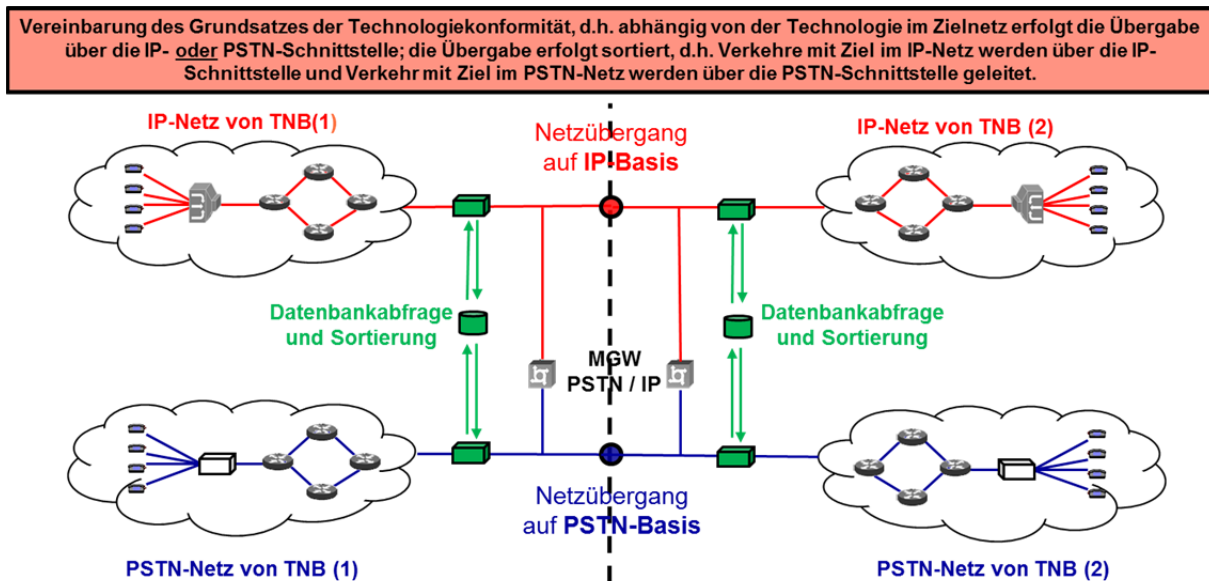 Vereinbarung des Grundsatzes der Technologiekonformität, d.h. abhängig von der Technologie im Zielnetz erfolgt die Übergabe
über die IP- oder PSTN-Schnittstelle; die Übergabe erfolgt sortiert, d.h. Verkehre mit Ziel im IP-Netz werden über die IP-
Schnittstelle und Verkehr mit Ziel im PSTN-Netz werden über die PSTN-Schnittstelle geleitet.
IP-Netz von TNB(1)
Netzübergang
auf IP-Basis
IP-Netz von TNB (2)
Datenbankabfrage
und Sortierung
MGW
PSTN / IP
Datenbankabfrage
und Sortierung
Netzübergang
auf PSTN-Basis
PSTN-Netz von TNB (1)
PSTN-Netz von TNB (2)